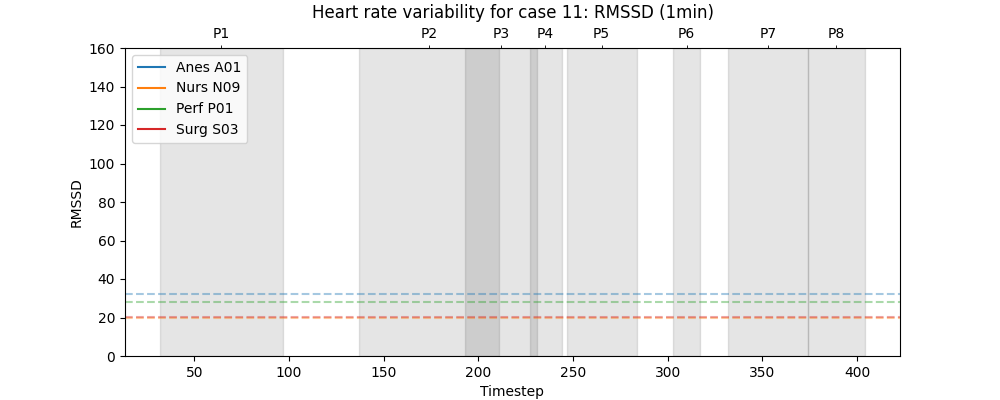 Heart rate variability for case 11: RMSSD (1min)
P1 P2 P3 P4 P5 P6 P7 P8
160
140
120
100
80
60
40
20
0
RMSSD
Anes A01
Nurs N09
Perf P01
Surg S03
50 100 150 200 250 300 350 400
Timestep